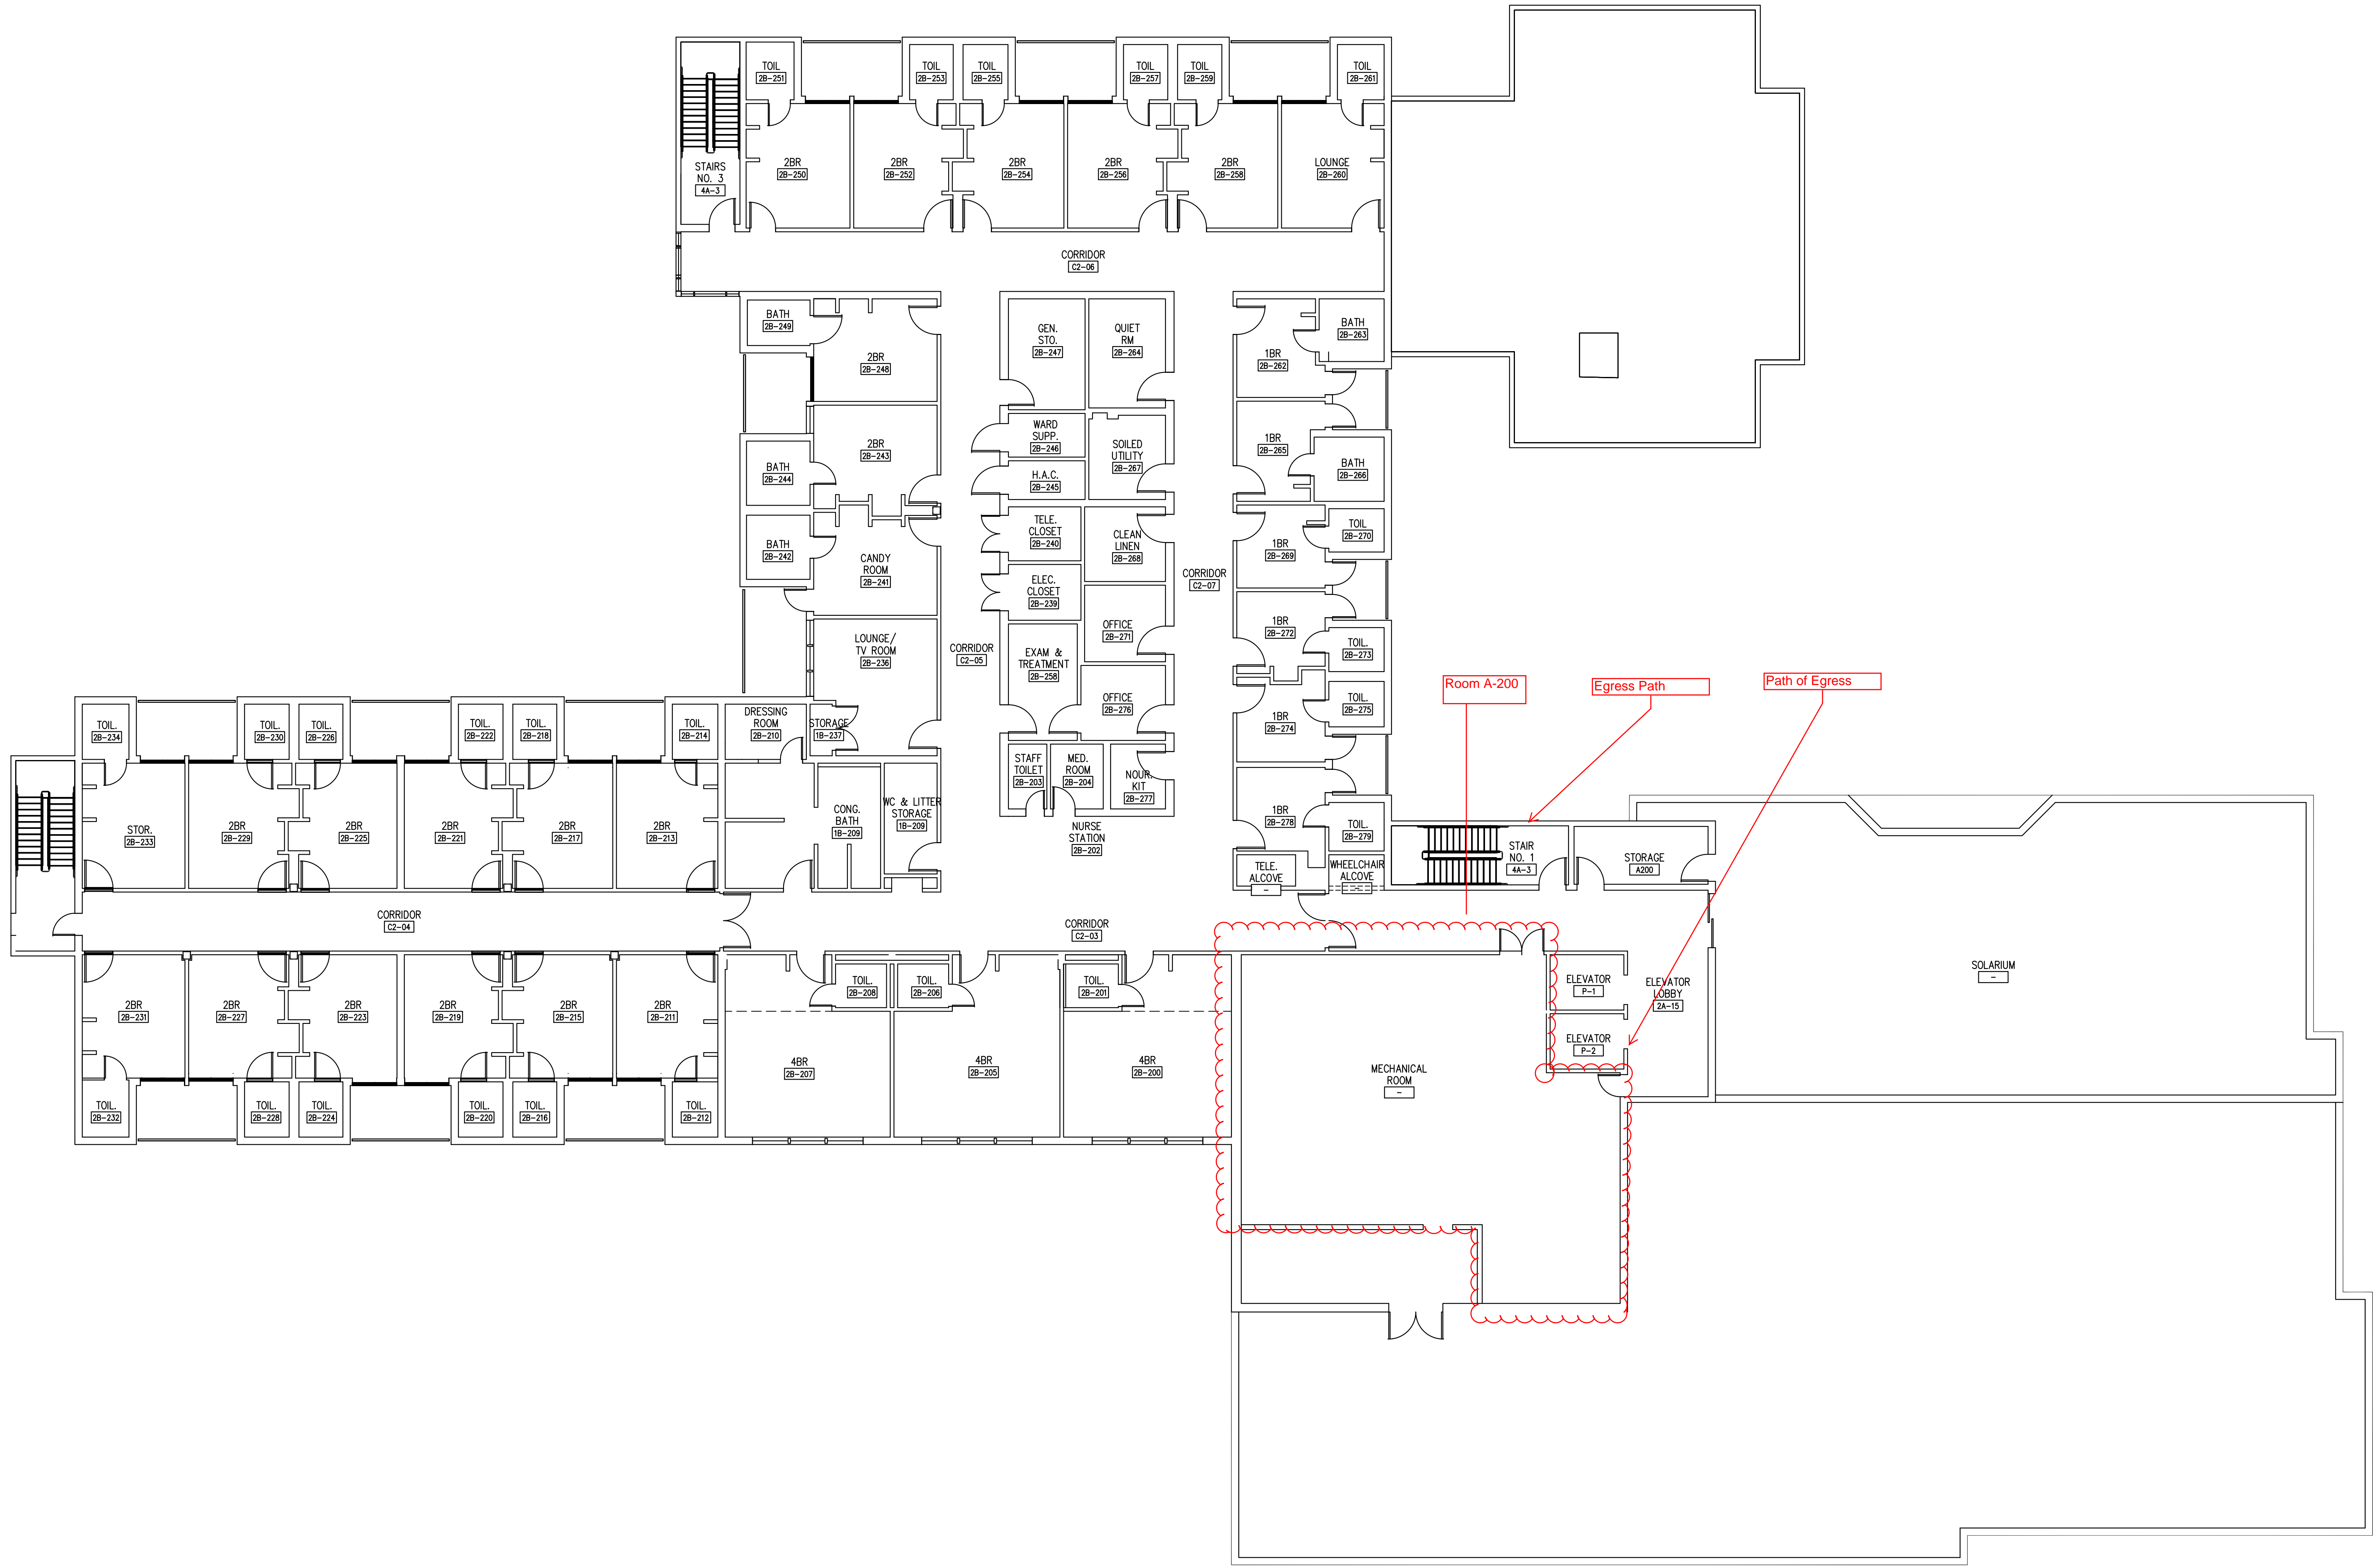 TOIL
2B-251
TOIL
2B-253
TOIL
2B-255
TOIL
2B-257
TOIL
2B-259
TOIL
2B-261
STAIRS
NO. 3
4A-3
2BR
2B-250
2BR
2B-252
2BR
2B-254
2BR
2B-256
2BR
2B-258
LOUNGE
2B-260
CORRIDOR
C2-06
BATH
2B-249
2BR
2B-248
GEN.
STO.
2B-247
QUIET
RM
2B-264
1BR
2B-262
BATH
2B-263
BATH
2B-244
2BR
2B-243
WARD
SUPP.
2B-246
H.A.C.
2B-245
SOILED
UTILITY
2B-267
1BR
2B-265
BATH
2B-266
BATH
2B-242
CANDY
ROOM
2B-241
TELE.
CLOSET
2B-240
CLEAN
LINEN
2B-268
1BR
2B-269
TOIL
2B-270
ELEC.
CLOSET
2B-239
CORRIDOR
C2-07
LOUNGE/
TV ROOM
2B-236
CORRIDOR
C2-05
EXAM &
TREATMENT
2B-258
OFFICE
2B-271
1BR
2B-272
TOIL.
2B-273
OFFICE
2B-276
1BR
2B-274
TOIL.
2B-275
Room A-200
Egress Path
Path of Egress
TOIL.
2B-234
TOIL.
2B-230
TOIL.
2B-226
TOIL.
2B-222
TOIL.
2B-218
TOIL.
2B-214
DRESSING
ROOM
2B-210
STORAGE
1B-237
STAFF
TOILET
2B-203
MED.
ROOM
2B-204
NOUR.
KIT
2B-277
1BR
2B-278
TOIL.
2B-279
STOR.
2B-233
2BR
2B-229
2BR
2B-225
2BR
2B-221
2BR
2B-217
2BR
2B-213
CONG.
BATH
1B-209
WC & LITTER
STORAGE
1B-209
NURSE
STATION
2B-202
TELE.
ALCOVE
-
WHEELCHAIR
ALCOVE
-
STAIR
NO. 1
4A-3
STORAGE
A200
CORRIDOR
C2-04
CORRIDOR
C2-03
2BR
2B-231
2BR
2B-227
2BR
2B-223
2BR
2B-219
2BR
2B-215
2BR
2B-211
TOIL.
2B-208
TOIL.
2B-206
TOIL.
2B-201
ELEVATOR
P-1
ELEVATOR
LOBBY
2A-15
ELEVATOR
P-2
SOLARIUM
-
4BR
2B-207
4BR
2B-205
4BR
2B-200
MECHANICAL
ROOM
-
TOIL.
2B-232
TOIL.
2B-228
TOIL.
2B-224
TOIL.
2B-220
TOIL.
2B-216
TOIL.
2B-212